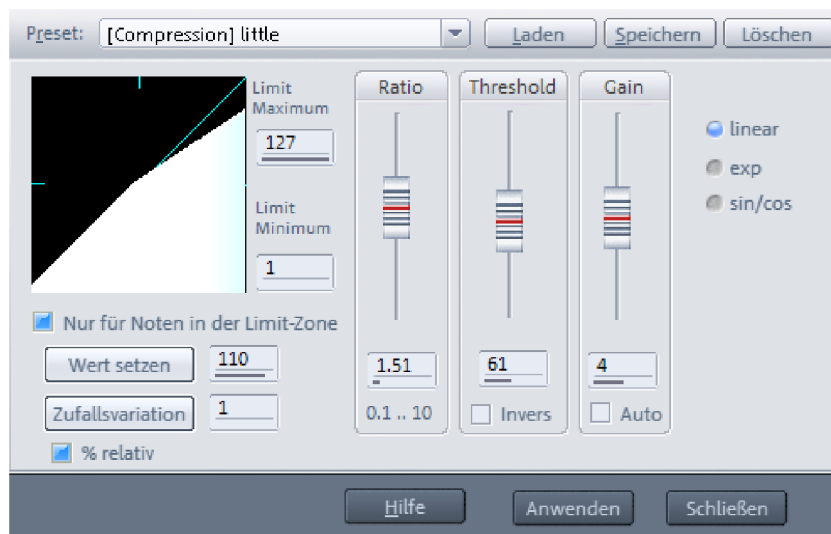 Preset: [Compression] little Laden Speichern Löschen
Limit Maximum
127
Limit Minimum
1
Ratio Threshold Gain
linear
exp
sin/cos
Nur für Noten in der Limit-Zone
Wert setzen 110
Zufallsvariation 1
% relativ
1.51 61 4
0.1 .. 10 Invers Auto
Hilfe Anwenden Schließen